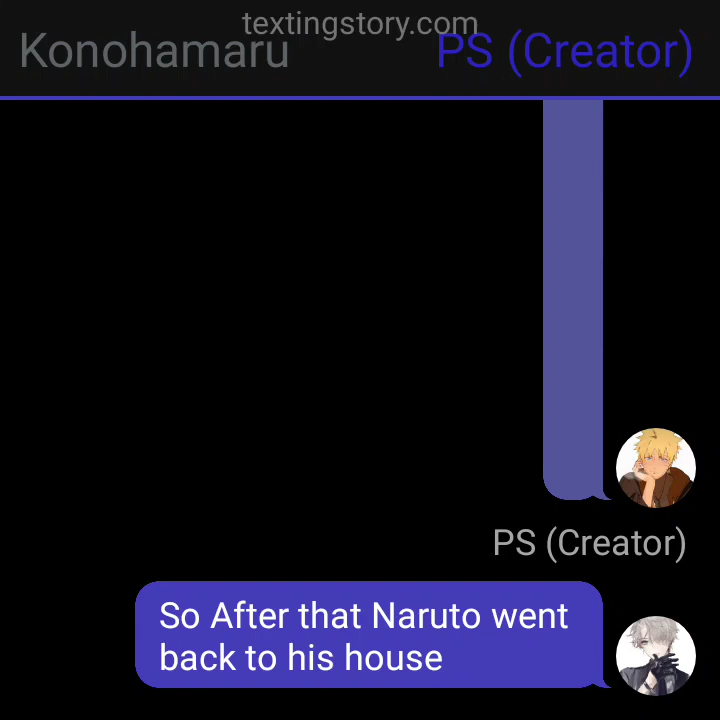 textingstory.com
Konohamaru
PS (Creator)
PS (Creator)
So After that Naruto went
back to his house